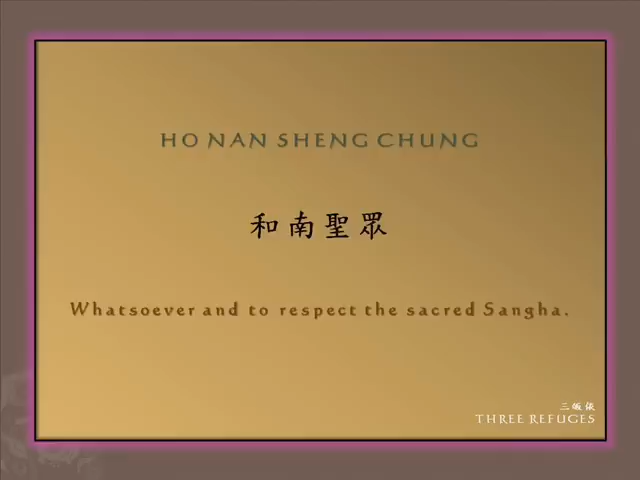 HO NAN SHENG CHUNG
和南聖眾
Whatsoever and to respect the sacred Sangha.
三皈依
THREE REFUGES